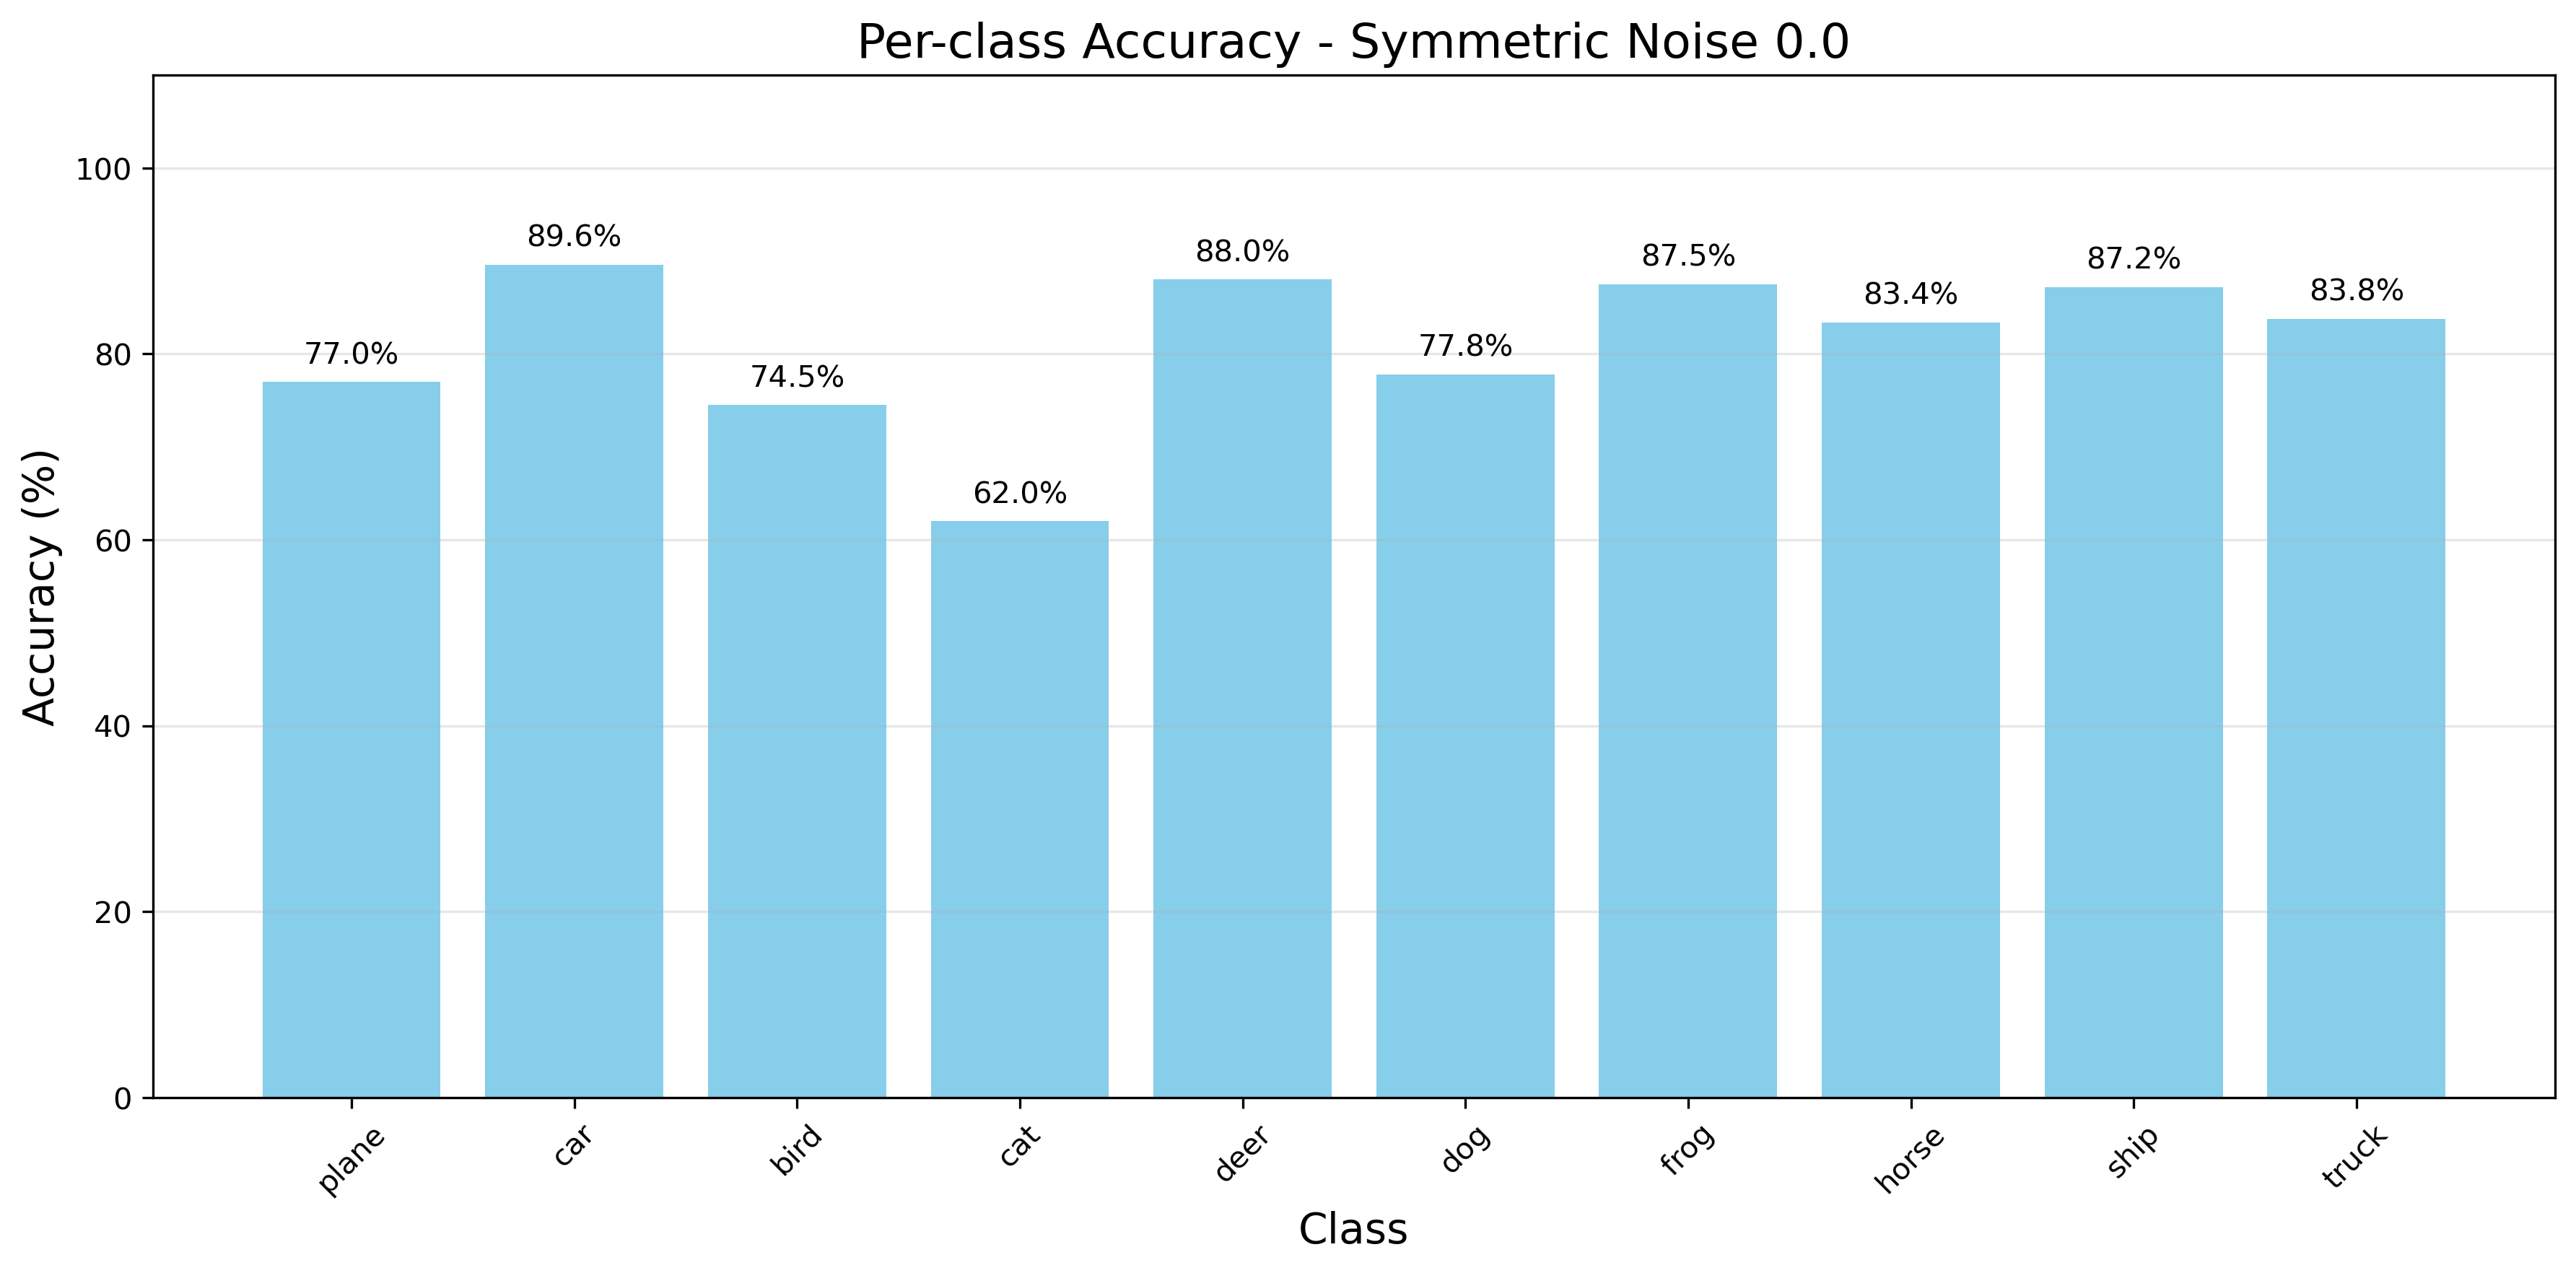 Per-class Accuracy - Symmetric Noise 0.0
Accuracy (%)
100
80
60
40
20
0
77.0%
89.6%
74.5%
62.0%
88.0%
77.8%
87.5%
83.4%
87.2%
83.8%
plane
car
bird
cat
deer
dog
frog
horse
ship
truck
Class